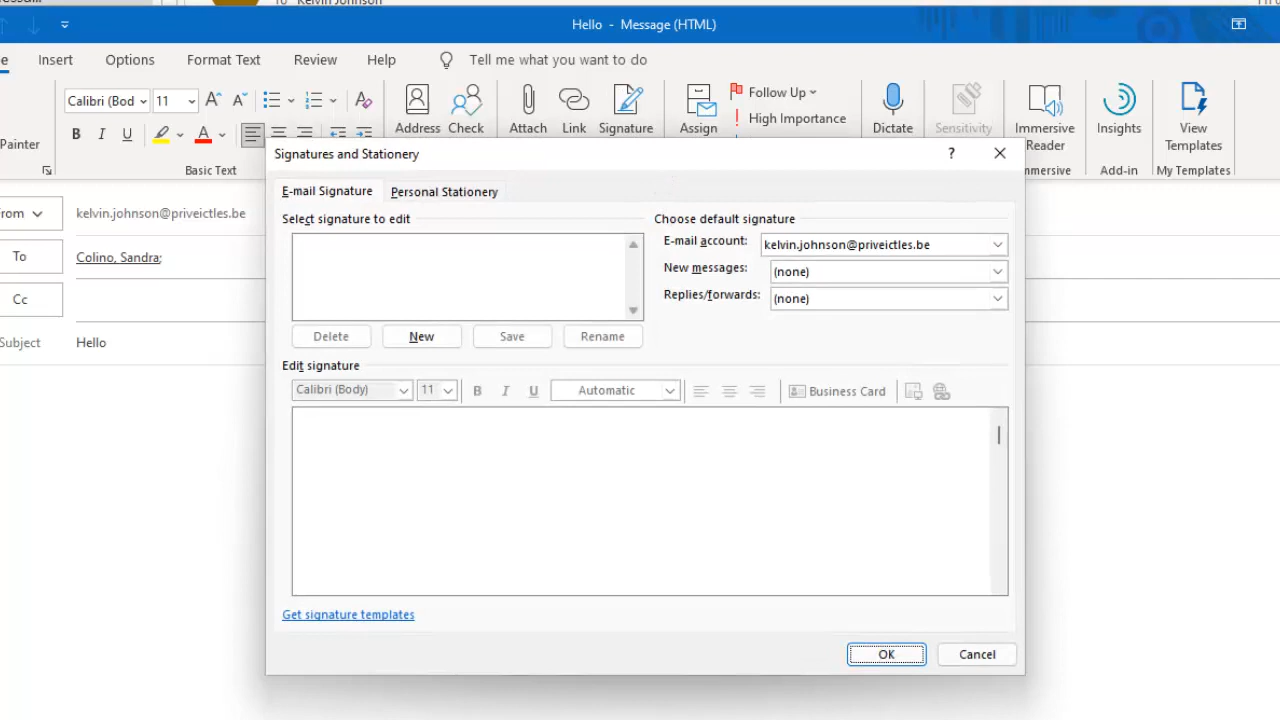 To Kelvin Johnson
Hello - Message (HTML)
Insert Options Format Text Review Help Tell me what you want to do
Calibri (Bod 11
Painter
Basic Text
Address Check Attach Link Signature Assign
Follow Up
High Importance
Dictate Sensitivity
Immersive
Reader
Insights
View
Templates
mmersive Add-in My Templates
Signatures and Stationery
E-mail Signature Personal Stationery
Select signature to edit
Choose default signature
E-mail account: kelvin.johnson@priveictles.be
New messages: (none)
Replies/forwards: (none)
Delete New Save Rename
Edit signature
Calibri (Body) 11 B I U Automatic Business Card
Get signature templates
OK Cancel
rom kelvin.johnson@priveictles.be
To Colino, Sandra;
Cc
Subject Hello